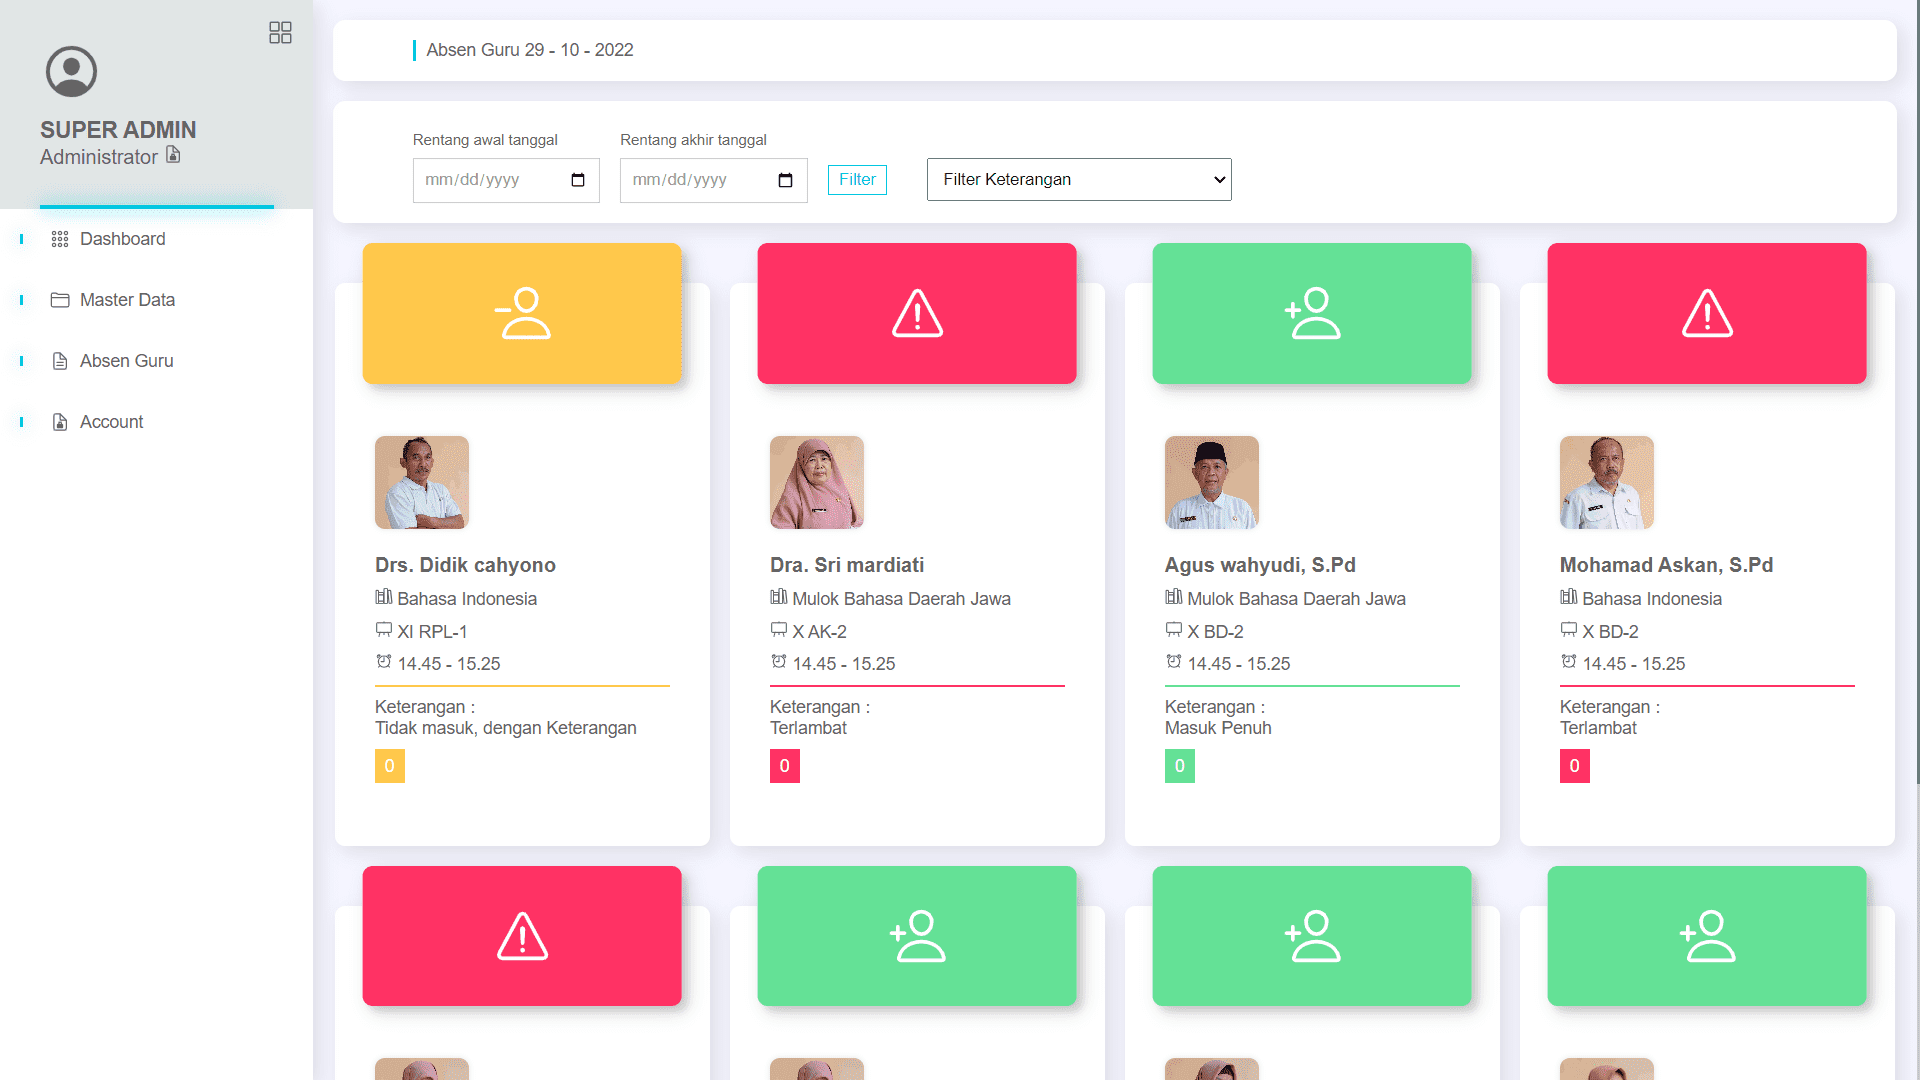 SUPER ADMIN
Administrator
Dashboard
Master Data
Absen Guru
Account
Absen Guru 29 - 10 - 2022
Rentang awal tanggal
Rentang akhir tanggal
mm/dd/yyyy
mm/dd/yyyy
Filter
Filter Keterangan
Drs. Didik cahyono
Bahasa Indonesia
XI RPL-1
14.45 - 15.25
Keterangan :
Tidak masuk, dengan Keterangan
0
Dra. Sri mardiati
Mulok Bahasa Daerah Jawa
X AK-2
14.45 - 15.25
Keterangan :
Terlambat
0
Agus wahyudi, S.Pd
Mulok Bahasa Daerah Jawa
X BD-2
14.45 - 15.25
Keterangan :
Masuk Penuh
0
Mohamad Askan, S.Pd
Bahasa Indonesia
X BD-2
14.45 - 15.25
Keterangan :
Terlambat
0